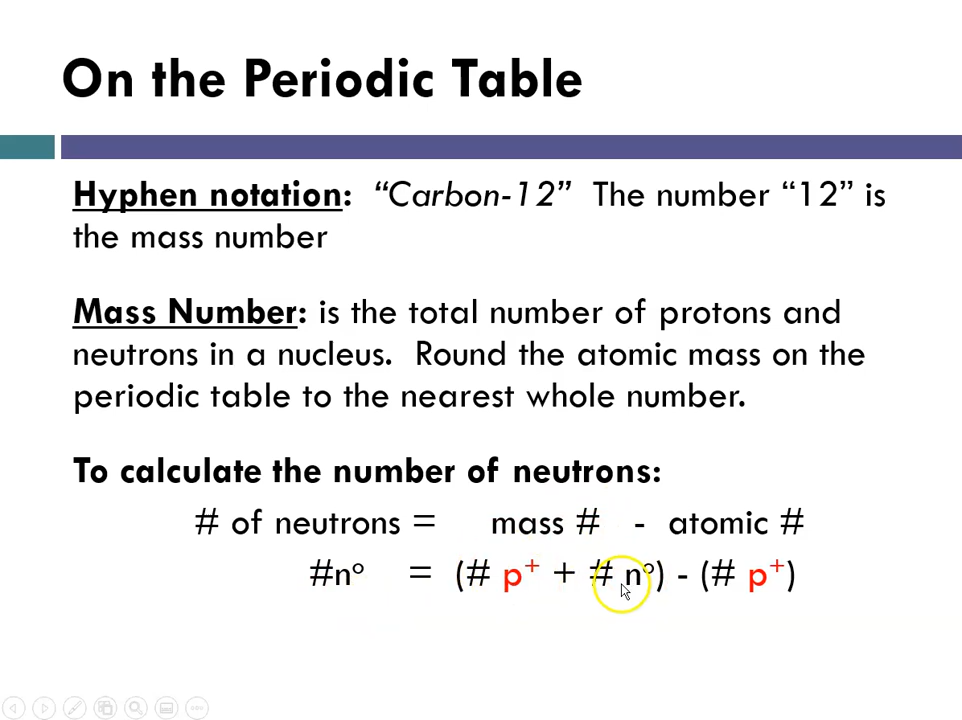 On the Periodic Table
Hyphen notation: “Carbon-12” The number “12” is
the mass number
Mass Number: is the total number of protons and
neutrons in a nucleus. Round the atomic mass on the
periodic table to the nearest whole number.
To calculate the number of neutrons:
# of neutrons = mass # - atomic #
#n° = (# p⁺ + # n°) - (# p⁺)